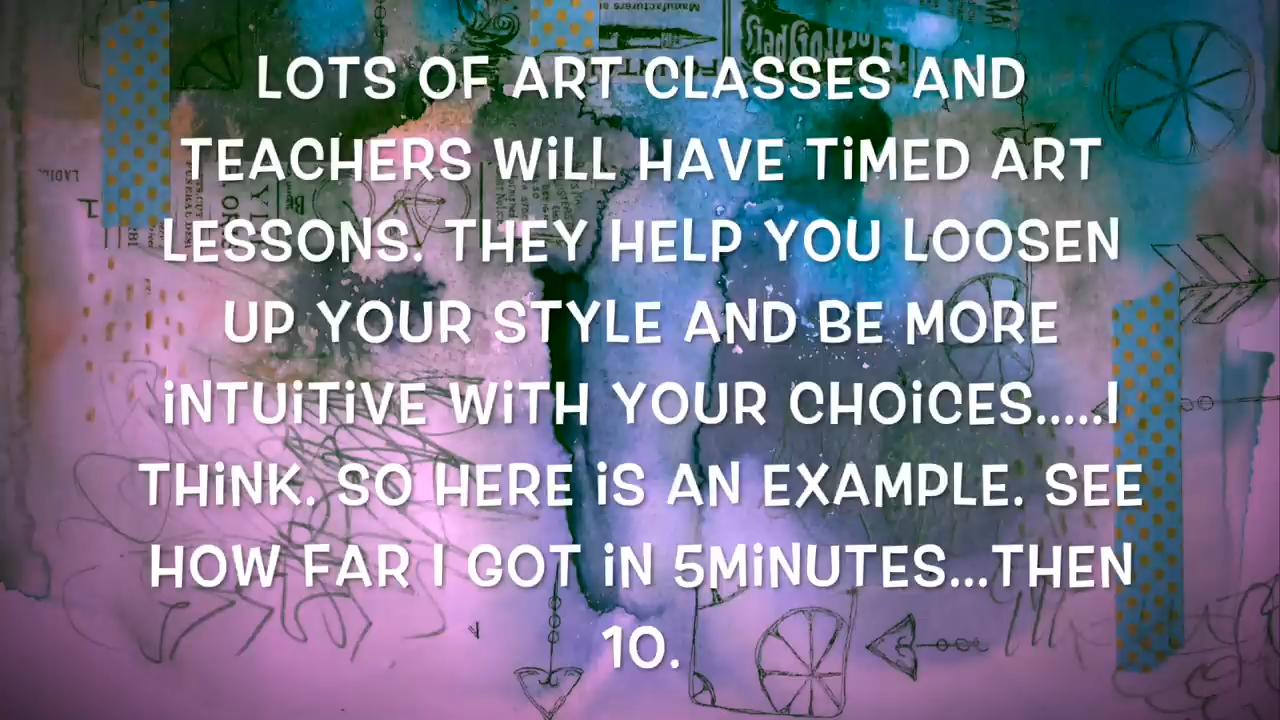 LOTS OF ART CLASSES AND
TEACHERS WiLL HAVE TiMED ART
LESSONS. THEY HELP YOU LOOSEN
UP YOUR STYLE AND BE MORE
iNTUiTiVE WiTH YOUR CHOiCES.....I
THiNK. SO HERE iS AN EXAMPLE. SEE
HOW FAR I GOT iN 5MiNUTES...THEN
10.